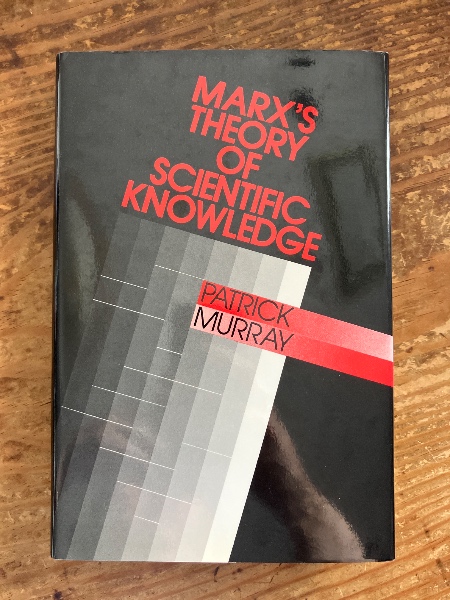 MARX'S
THEORY
OF
SCIENTIFIC
KNOWLEDGE
PATRICK
MURRAY